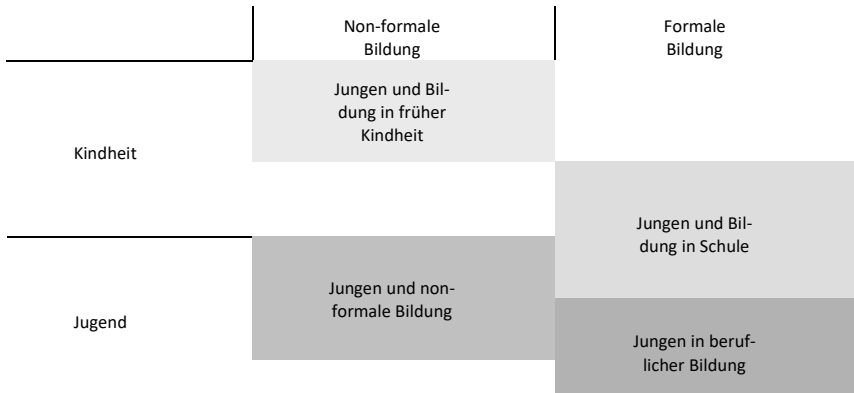 Non-formale
Bildung
Formale
Bildung
Jungen und Bil-
dung in früher
Kindheit
Kindheit
Jungen und Bil-
dung in Schule
Jungen und non-
formale Bildung
Jugend
Jungen in beruf-
licher Bildung